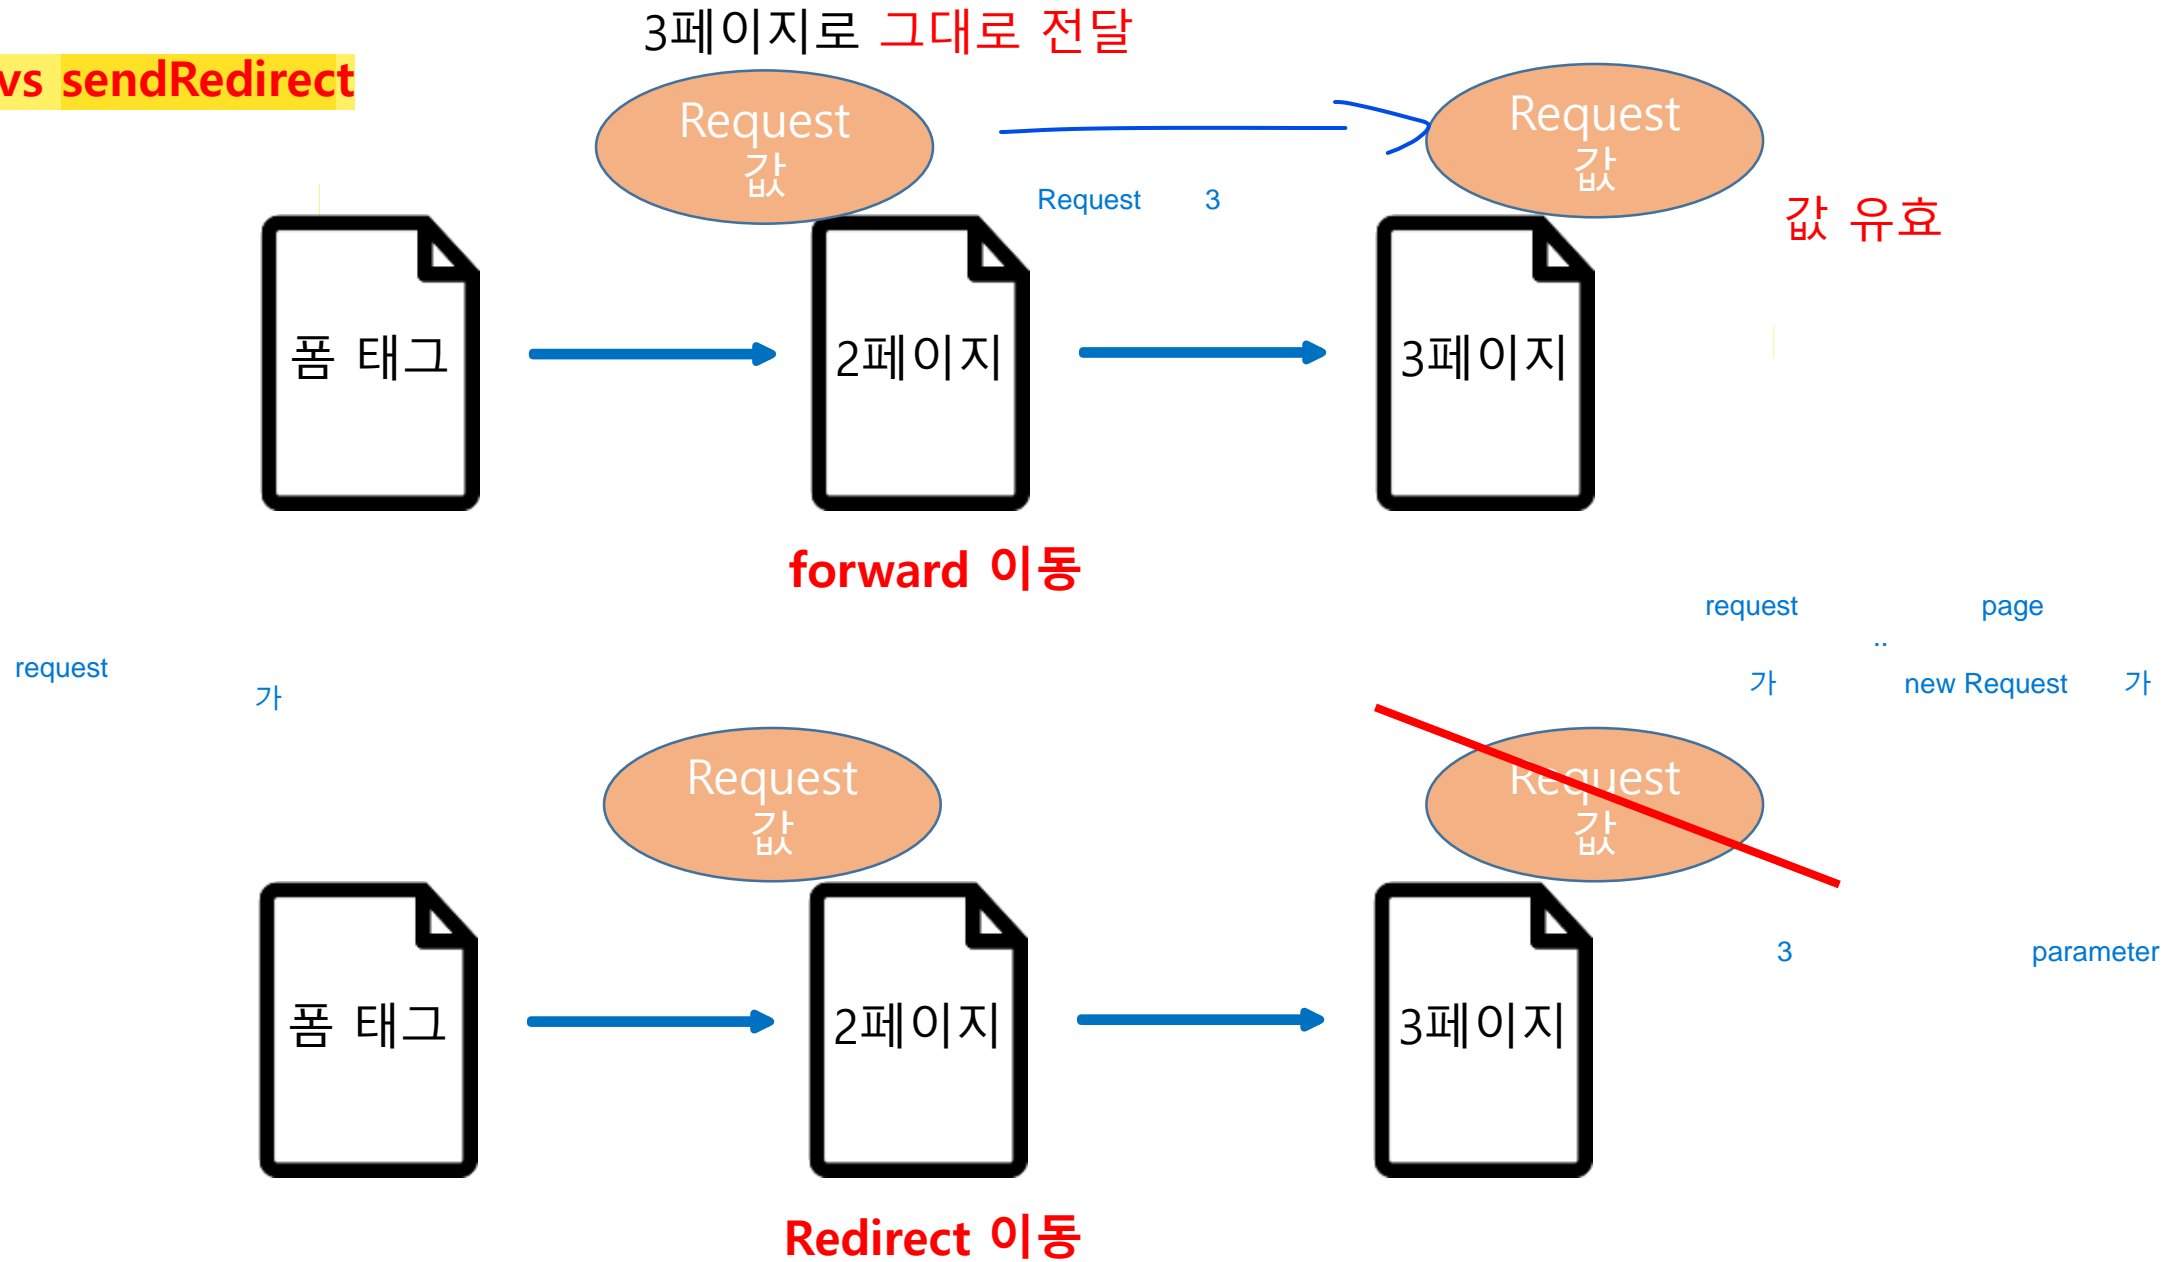 3페이지로 그대로 전달
vs sendRedirect
Request
값
Request
값
Request 3
값 유효
폼 태그
2페이지
3페이지
forward 이동
request page
..
request
가
가 new Request 가
Request
값
Request
값
3 parameter
폼 태그
2페이지
3페이지
Redirect 이동